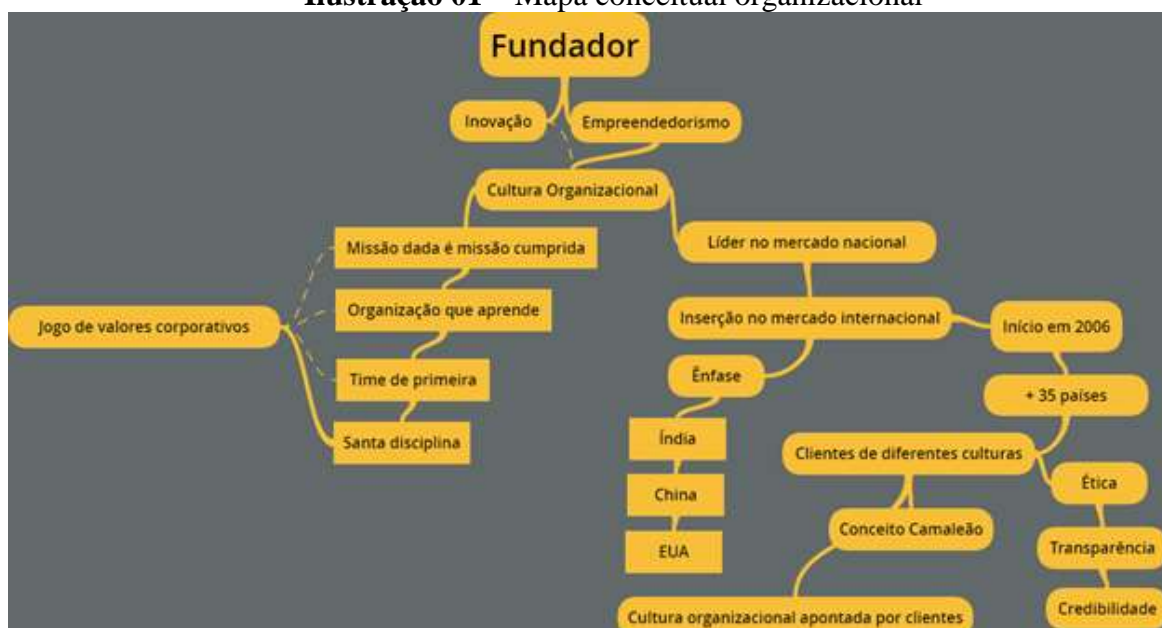 Ilustração 01 – Mapa conceitual organizacional
Fundador
Inovação
Empreendedorismo
Cultura Organizacional
Missão dada é missão cumprida
Líder no mercado nacional
Jogo de valores corporativos
Organização que aprende
Inserção no mercado internacional
Início em 2006
Time de primeira
Ênfase
+ 35 países
Santa disciplina
Índia
Clientes de diferentes culturas
China
Ética
EUA
Conceito Camaleão
Transparência
Cultura organizacional apontada por clientes
Credibilidade